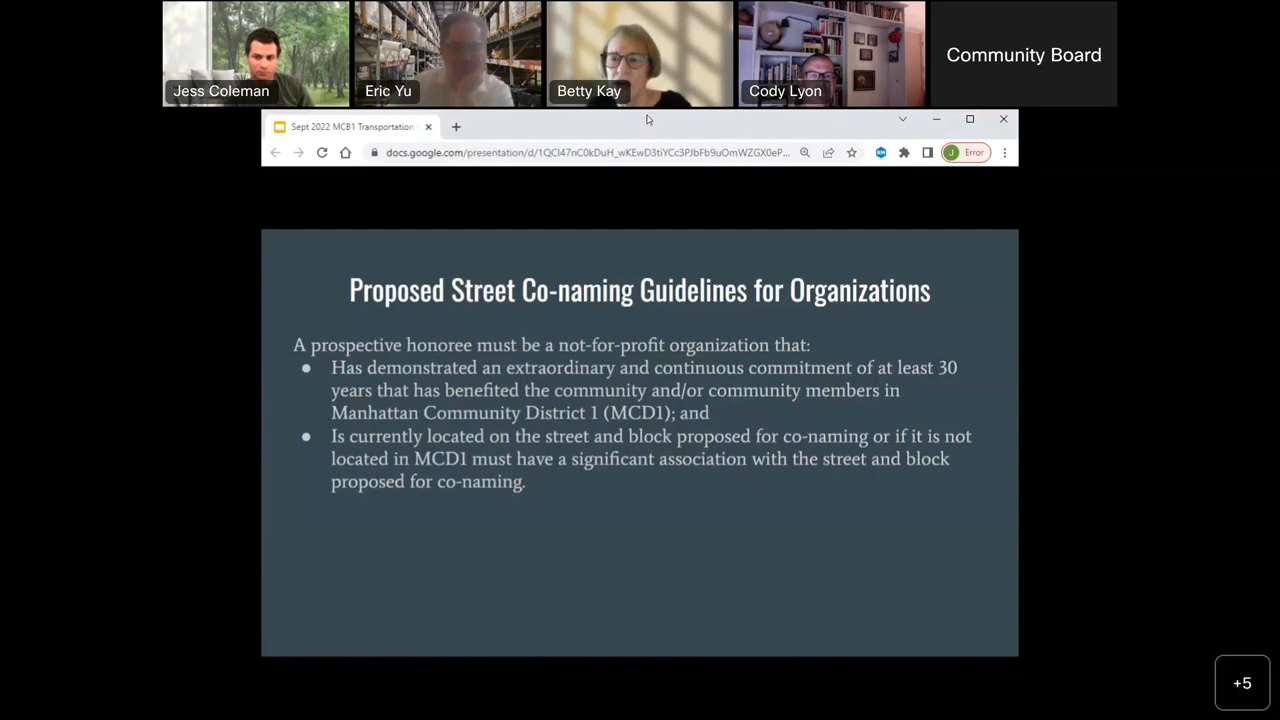 Jess Coleman
Eric Yu
Betty Kay
Cody Lyon
Community Board
Sept 2022 MCB1 Transportation
docs.google.com/presentation/d/1QCI47nC0kDuH_wKEwD3tiYCc3PJbFb9uOmWZGX0eP...
J
Error
Proposed Street Co-naming Guidelines for Organizations
A prospective honoree must be a not-for-profit organization that:
● Has demonstrated an extraordinary and continuous commitment of at least 30
years that has benefited the community and/or community members in
Manhattan Community District 1 (MCD1); and
● Is currently located on the street and block proposed for co-naming or if it is not
located in MCD1 must have a significant association with the street and block
proposed for co-naming.
+5